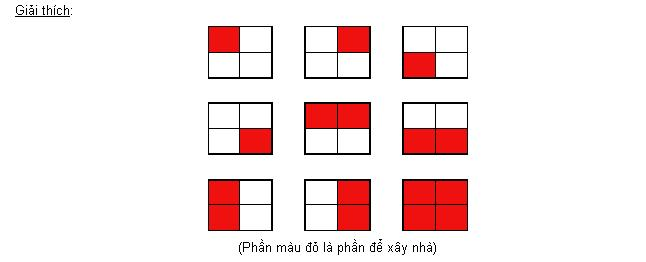 Giải thích:
(Phần màu đỏ là phần để xây nhà)